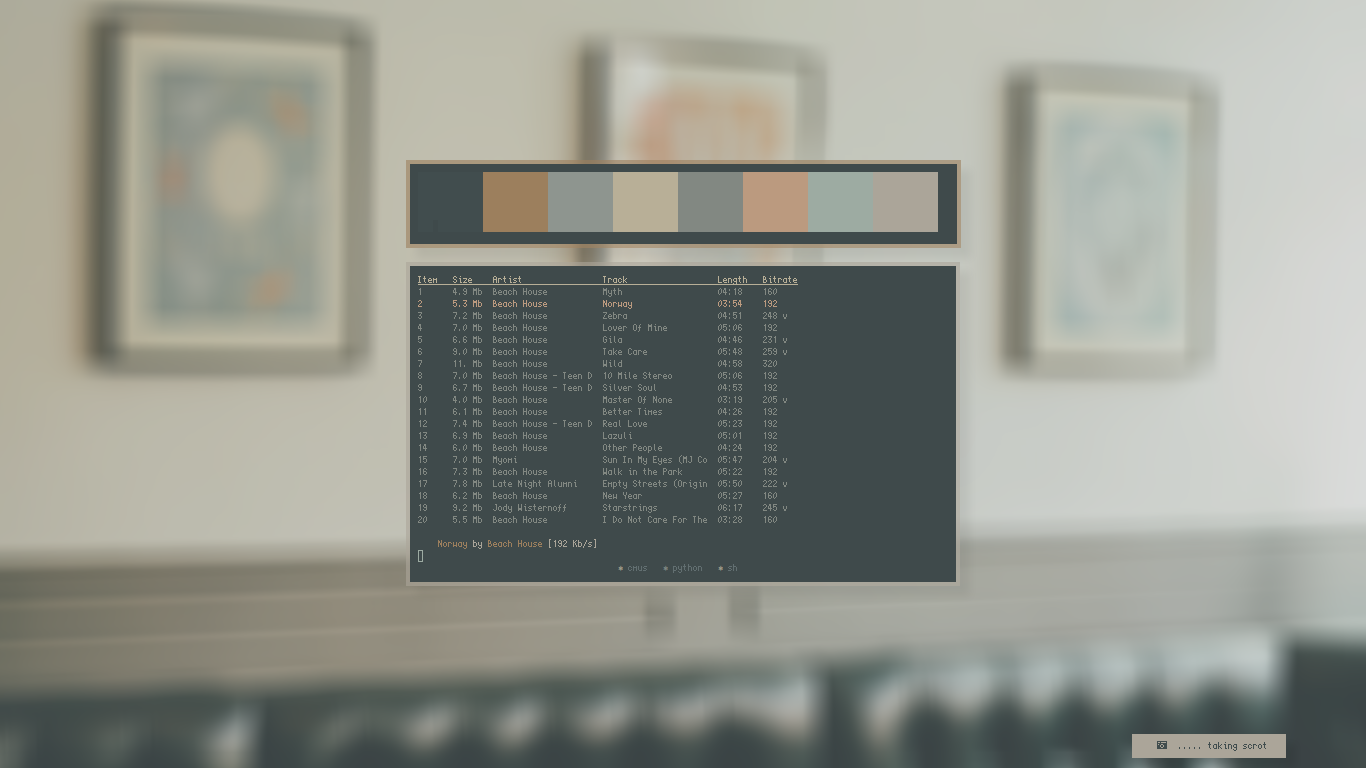 Item Size Artist Track Length Bitrate
1 4.9 Mb Beach House Myth 04:18 160
2 5.3 Mb Beach House Norway 03:54 192
3 7.2 Mb Beach House Zebra 04:51 248 v
4 7.0 Mb Beach House Lover Of Mine 05:06 192
5 6.6 Mb Beach House Gila 04:46 231 v
6 9.0 Mb Beach House Take Care 05:48 259 v
7 11. Mb Beach House Wild 04:58 320
8 7.0 Mb Beach House - Teen D 10 Mile Stereo 05:06 192
9 6.7 Mb Beach House - Teen D Silver Soul 04:53 192
10 4.0 Mb Beach House Master Of None 03:19 205 v
11 6.1 Mb Beach House Better Times 04:26 192
12 7.4 Mb Beach House - Teen D Real Love 05:23 192
13 6.9 Mb Beach House Lazuli 05:01 192
14 6.0 Mb Beach House Other People 04:24 192
15 7.0 Mb Myomi Sun In My Eyes (MJ Co 05:47 204 v
16 7.3 Mb Beach House Walk in the Park 05:22 192
17 7.8 Mb Late Night Alumni Empty Streets (Origin 05:50 222 v
18 6.2 Mb Beach House New Year 05:27 160
19 9.2 Mb Jody Wisternoff Starstrings 06:17 245 v
20 5.5 Mb Beach House I Do Not Care For The 03:28 160
Norway by Beach House [192 Kb/s]
cmus python sh
..... taking scrot